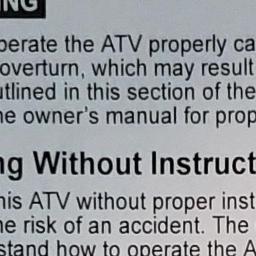 NG
perate the ATV properly ca
overturn, which may result
utlined in this section of the
he owner's manual for prop
ng Without Instruct
his ATV without proper inst
he risk of an accident. The
stand how to operate the A